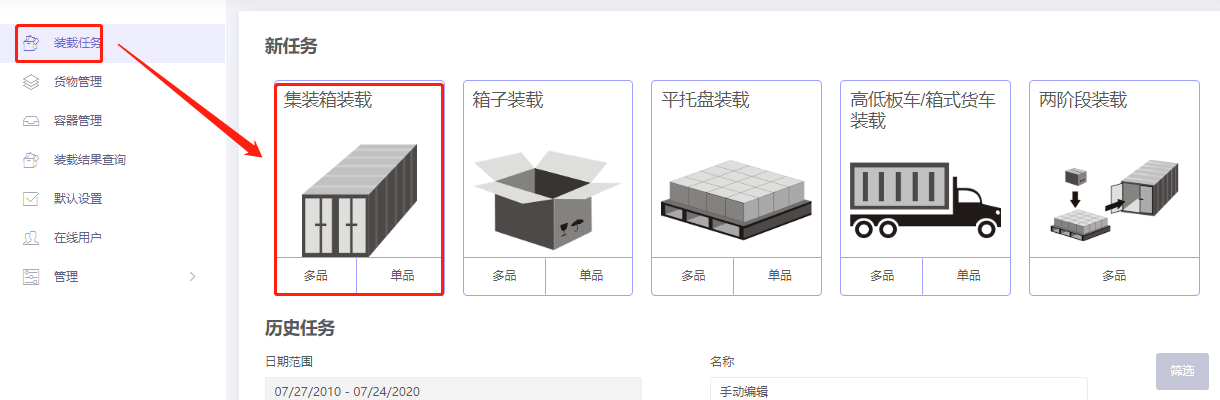 装载任务
货物管理
容器管理
装载结果查询
默认设置
在线用户
管理
新任务
集装箱装载
多品
单品
箱子装载
多品
单品
平托盘装载
多品
单品
高低板车/箱式货车
装载
多品
单品
两阶段装载
多品
历史任务
日期范围
07/27/2010 - 07/24/2020
名称
手动编辑
筛选